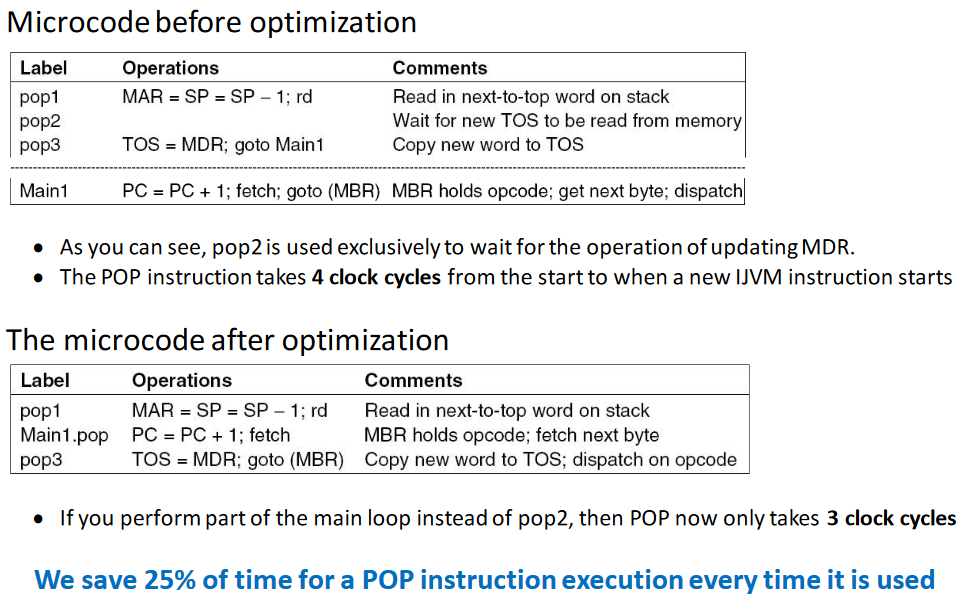 Microcode before optimization
Label Operations Comments
pop1 MAR = SP = SP – 1; rd Read in next-to-top word on stack
pop2 Wait for new TOS to be read from memory
pop3 TOS = MDR; goto Main1 Copy new word to TOS
Main1 PC = PC + 1; fetch; goto (MBR) MBR holds opcode; get next byte; dispatch
• As you can see, pop2 is used exclusively to wait for the operation of updating MDR.
• The POP instruction takes 4 clock cycles from the start to when a new IJVM instruction starts
The microcode after optimization
Label Operations Comments
pop1 MAR = SP = SP – 1; rd Read in next-to-top word on stack
Main1.pop PC = PC + 1; fetch MBR holds opcode; fetch next byte
pop3 TOS = MDR; goto (MBR) Copy new word to TOS; dispatch on opcode
• If you perform part of the main loop instead of pop2, then POP now only takes 3 clock cycles
We save 25% of time for a POP instruction execution every time it is used